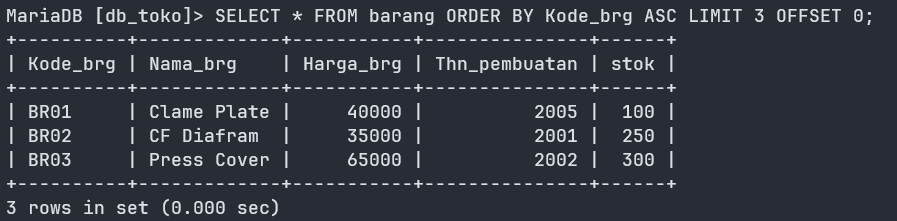 MariaDB [db_toko]> SELECT * FROM barang ORDER BY Kode_brg ASC LIMIT 3 OFFSET 0;
+----------+-------------+-----------+---------------+------+
| Kode_brg | Nama_brg    | Harga_brg | Thn_pembuatan | stok |
+----------+-------------+-----------+---------------+------+
| BR01     | Clame Plate |     40000 |          2005 |  100 |
| BR02     | CF Diafram  |     35000 |          2001 |  250 |
| BR03     | Press Cover |     65000 |          2002 |  300 |
+----------+-------------+-----------+---------------+------+
3 rows in set (0.000 sec)